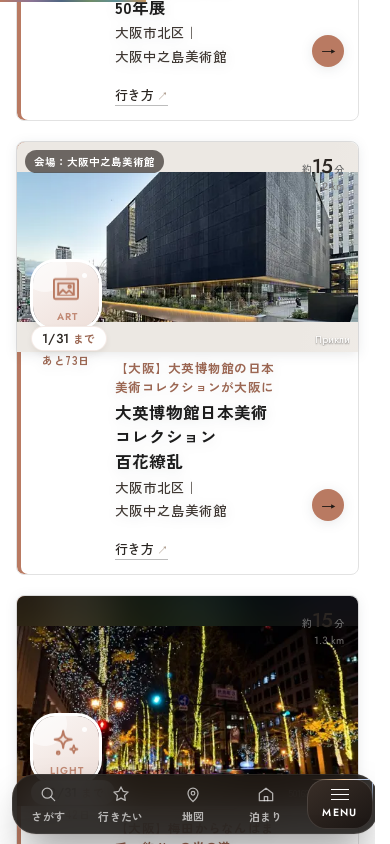 50年展
大阪市北区｜
大阪中之島美術館
→
行き方 ↗
会場：大阪中之島美術館
約15分
ART
1/31 まで
あと73日
Прикли
【大阪】大英博物館の日本
美術コレクションが大阪に
大英博物館日本美術
コレクション
百花繚乱
大阪市北区｜
大阪中之島美術館
→
行き方 ↗
約15分
1.3 km
LIGHT
さがす
行きたい
地図
泊まり
MENU